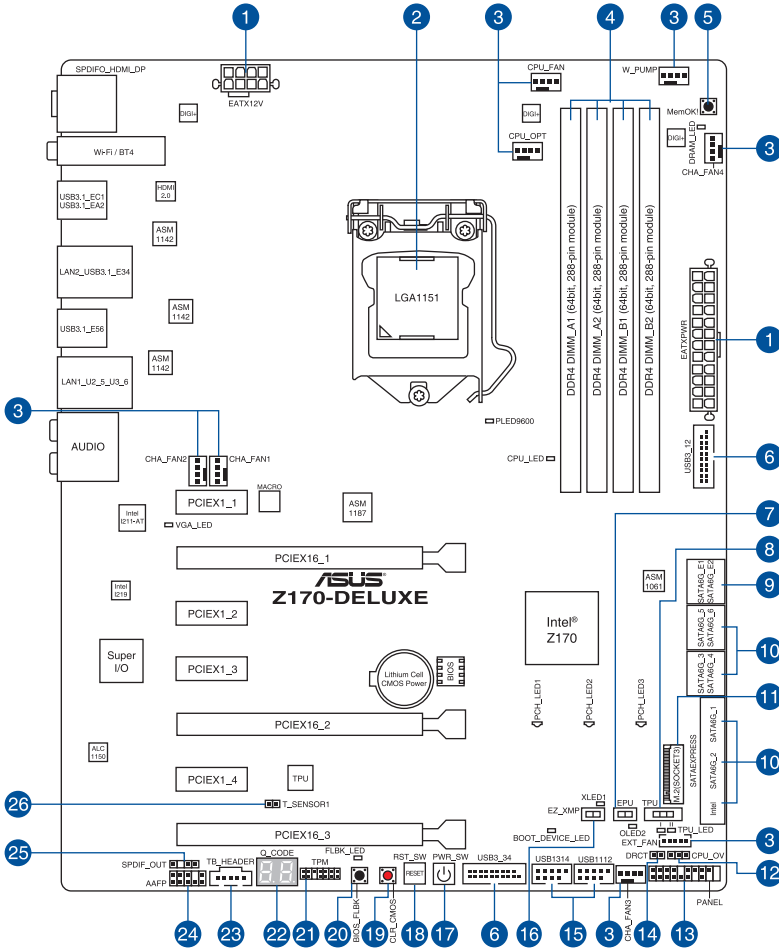 1
2
3
4
3
5
SPDIFO_HDMI_DP
EATX12V
CPU_FAN
W_PUMP
DIGI+
DIGI+
MemOK!
DIGI+
DRAM_LED
3
CPU_OPT
CHA_FAN4
3
Wi-Fi / BT4
USB3.1_EC1
USB3.1_EA2
HDMI
2.0
ASM
1142
LAN2_USB3.1_E34
ASM
1142
USB3.1_E56
ASM
1142
LAN1_U2_5_U3_6
LGA1151
DDR4 DIMM_A1 (64bit, 288-pin module)
DDR4 DIMM_A2 (64bit, 288-pin module)
DDR4 DIMM_B1 (64bit, 288-pin module)
DDR4 DIMM_B2 (64bit, 288-pin module)
EATXPWR
1
3
AUDIO
PLED9600
CHA_FAN2
CHA_FAN1
CPU_LED
USB3_12
6
PCIEX1_1
MACRO
ASM
1187
Intel
I211-AT
VGA_LED
7
8
PCIEX16_1
ASUS
Z170-DELUXE
ASM
1061
SATA6G_E1
SATA6G_E2
9
Intel
I219
PCIEX1_2
Intel®
Z170
SATA6G_5
SATA6G_6
10
Super
I/O
PCIEX1_3
Lithium Cell
CMOS Power
BIOS
SATA6G_3
SATA6G_4
PCH_LED1
PCH_LED2
PCH_LED3
11
PCIEX16_2
M.2(SOCKET3)
SATAEXPRESS
SATA6G_1
SATA6G_2
Intel
10
ALC
1150
PCIEX1_4
TPU
26
T_SENSOR1
XLED1
EZ_XMP
EPU
TPU
I
II
PCIEX16_3
BOOT_DEVICE_LED
OLED2
TPU_LED
EXT_FAN
3
25
SPDIF_OUT
AAFP
TB_HEADER
Q_CODE
88
TPM
FLBK_LED
BIOS_FLBK
CLR_CMOS
RST_SW
RESET
PWR_SW
USB3_34
USB1314
USB1112
CHA_FAN3
DRCT
CPU_OV
PANEL
12
24
23
22
21
20
19
18
17
6
16
15
3
14
13